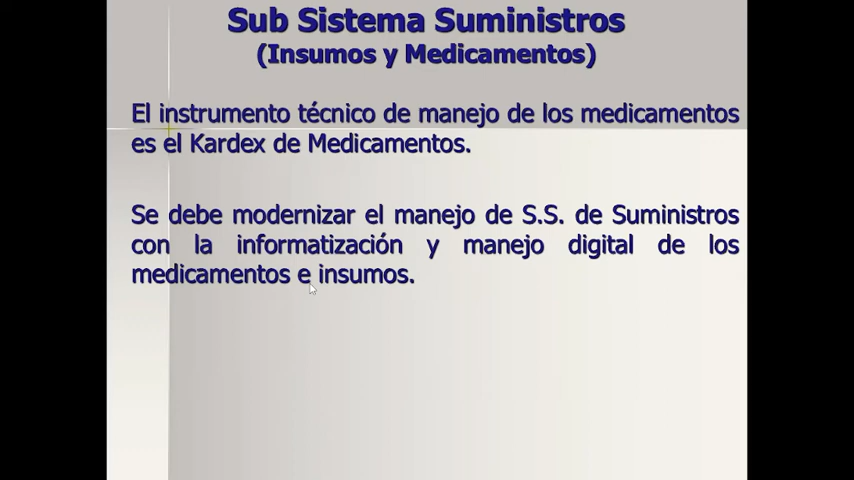 Sub Sistema Suministros
(Insumos y Medicamentos)
El instrumento técnico de manejo de los medicamentos
es el Kardex de Medicamentos.
Se debe modernizar el manejo de S.S. de Suministros
con la informatización y manejo digital de los
medicamentos e insumos.